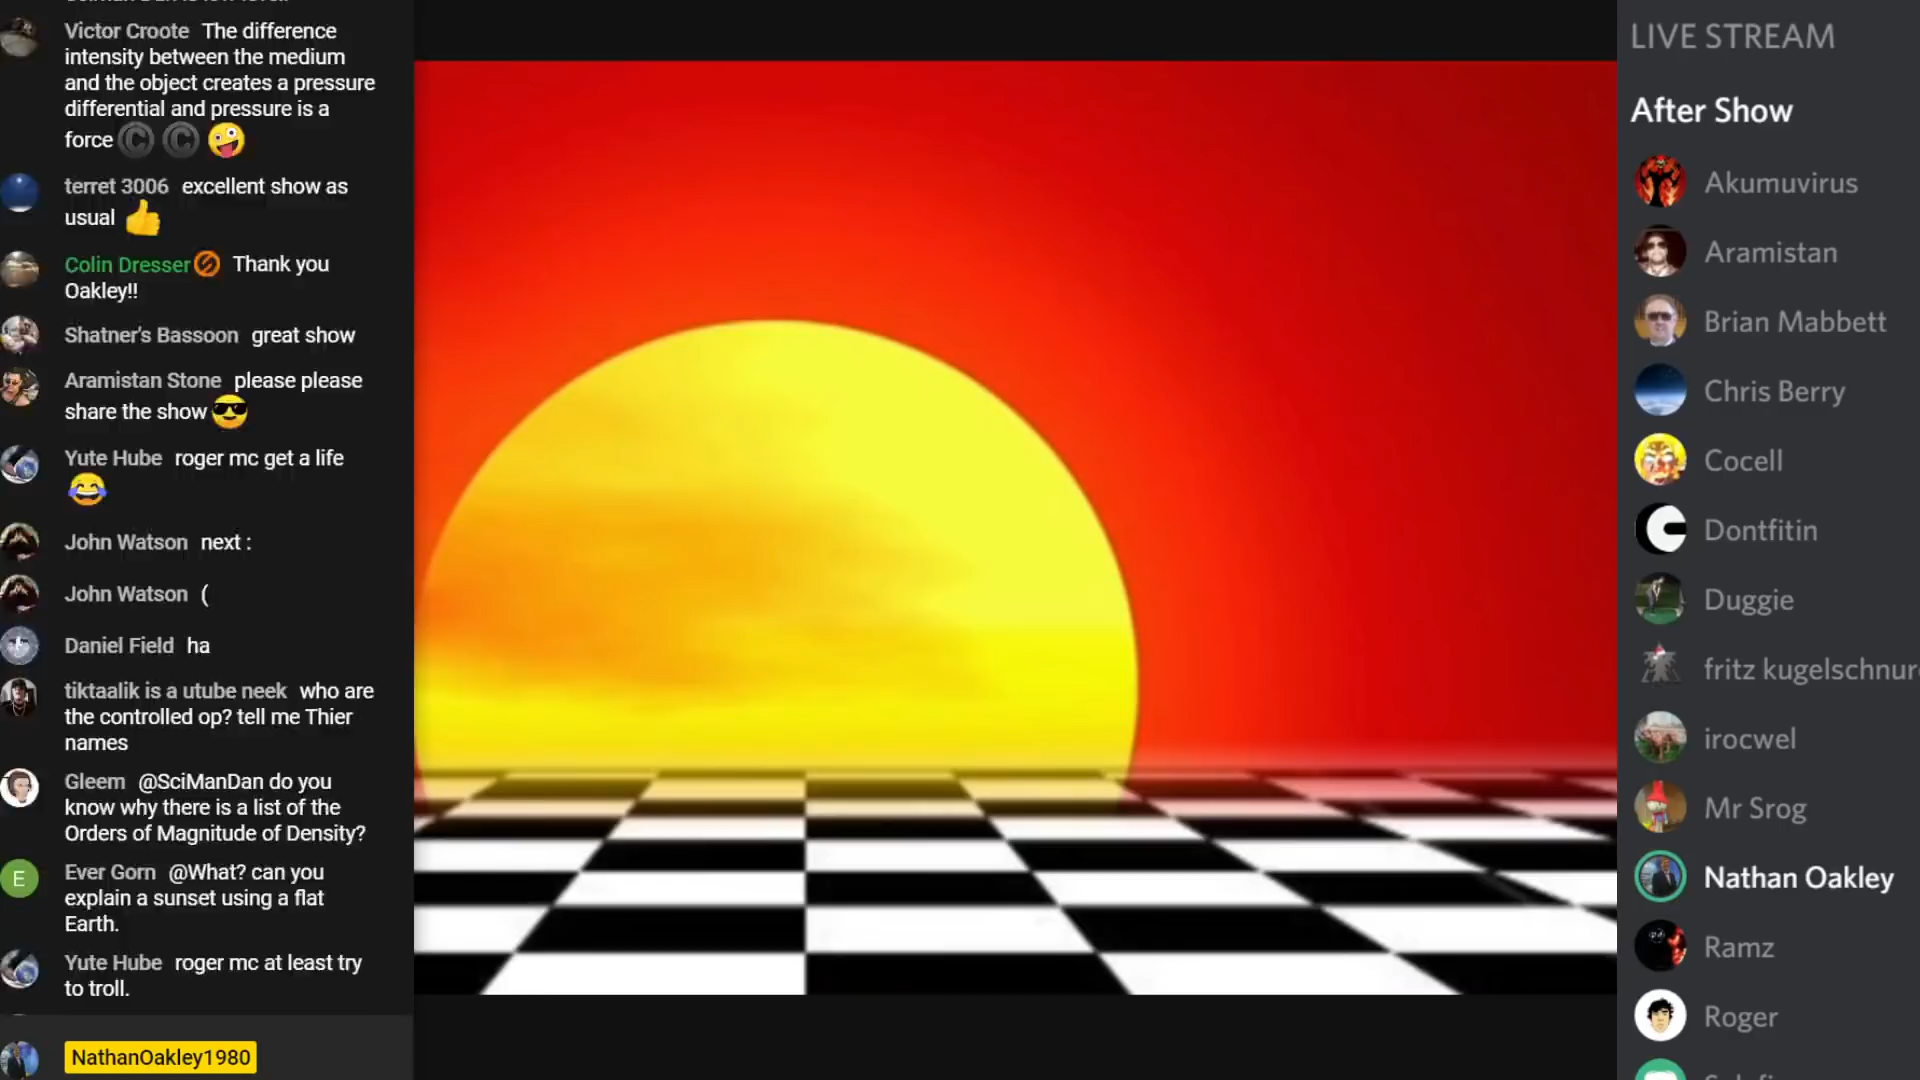 Victor Croote The difference
intensity between the medium
and the object creates a pressure
differential and pressure is a
force
terret 3006 excellent show as
usual
Colin Dresser Thank you
Oakley!!
Shatner's Bassoon great show
Aramistan Stone please please
share the show
Yute Hube roger mc get a life
John Watson next :
John Watson (
Daniel Field ha
tiktaalik is a utube neek who are
the controlled op? tell me Thier
names
Gleem @SciManDan do you
know why there is a list of the
Orders of Magnitude of Density?
E
Ever Gorn @What? can you
explain a sunset using a flat
Earth.
Yute Hube roger mc at least try
to troll.
NathanOakley1980
LIVE STREAM
After Show
Akumuvirus
Aramistan
Brian Mabbett
Chris Berry
Cocell
Dontfitin
Duggie
fritz kugelschnur
irocwel
Mr Srog
Nathan Oakley
Ramz
Roger